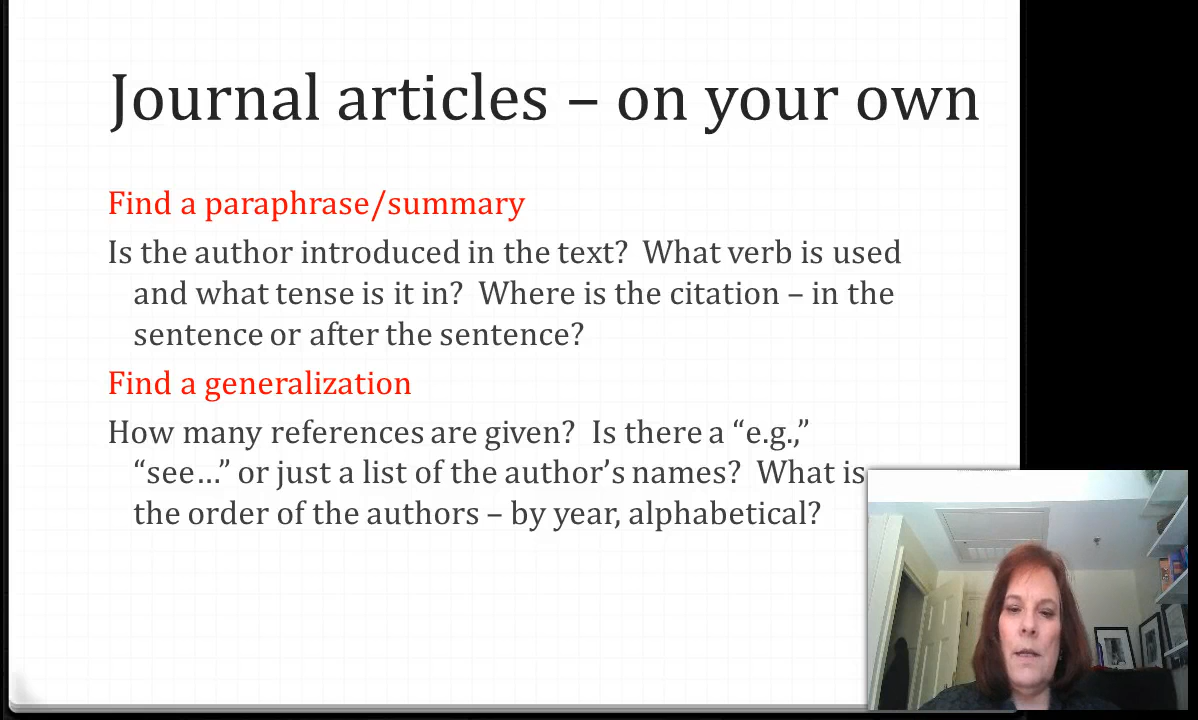 Journal articles – on your own
Find a paraphrase/summary
Is the author introduced in the text?  What verb is used
and what tense is it in?  Where is the citation – in the
sentence or after the sentence?
Find a generalization
How many references are given?  Is there a “e.g.,”
“see…” or just a list of the author’s names?  What is
the order of the authors – by year, alphabetical?